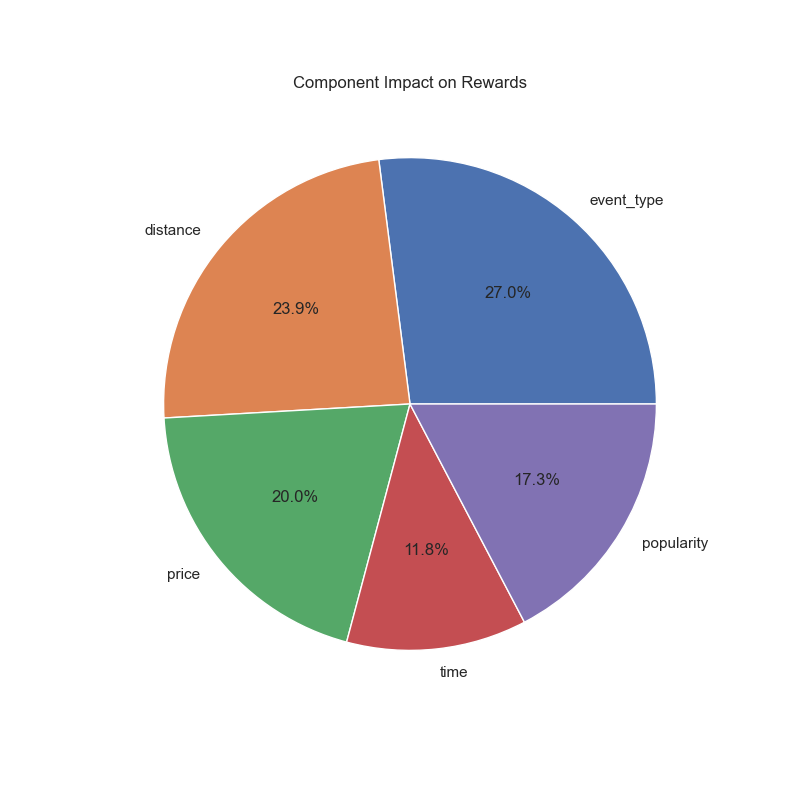 Component Impact on Rewards
event_type
distance
27.0%
23.9%
17.3%
20.0%
popularity
11.8%
price
time